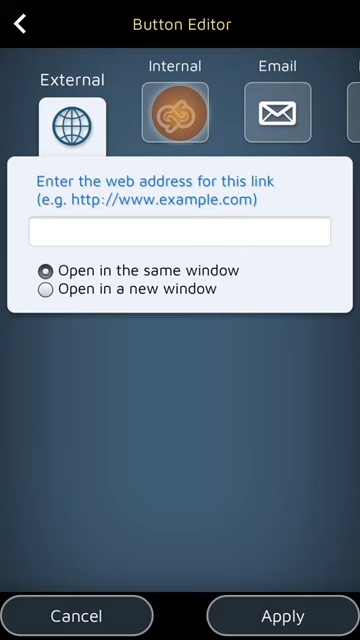 Button Editor
External
Internal
Email
Enter the web address for this link
(e.g. http://www.example.com)
Open in the same window
Open in a new window
Cancel
Apply